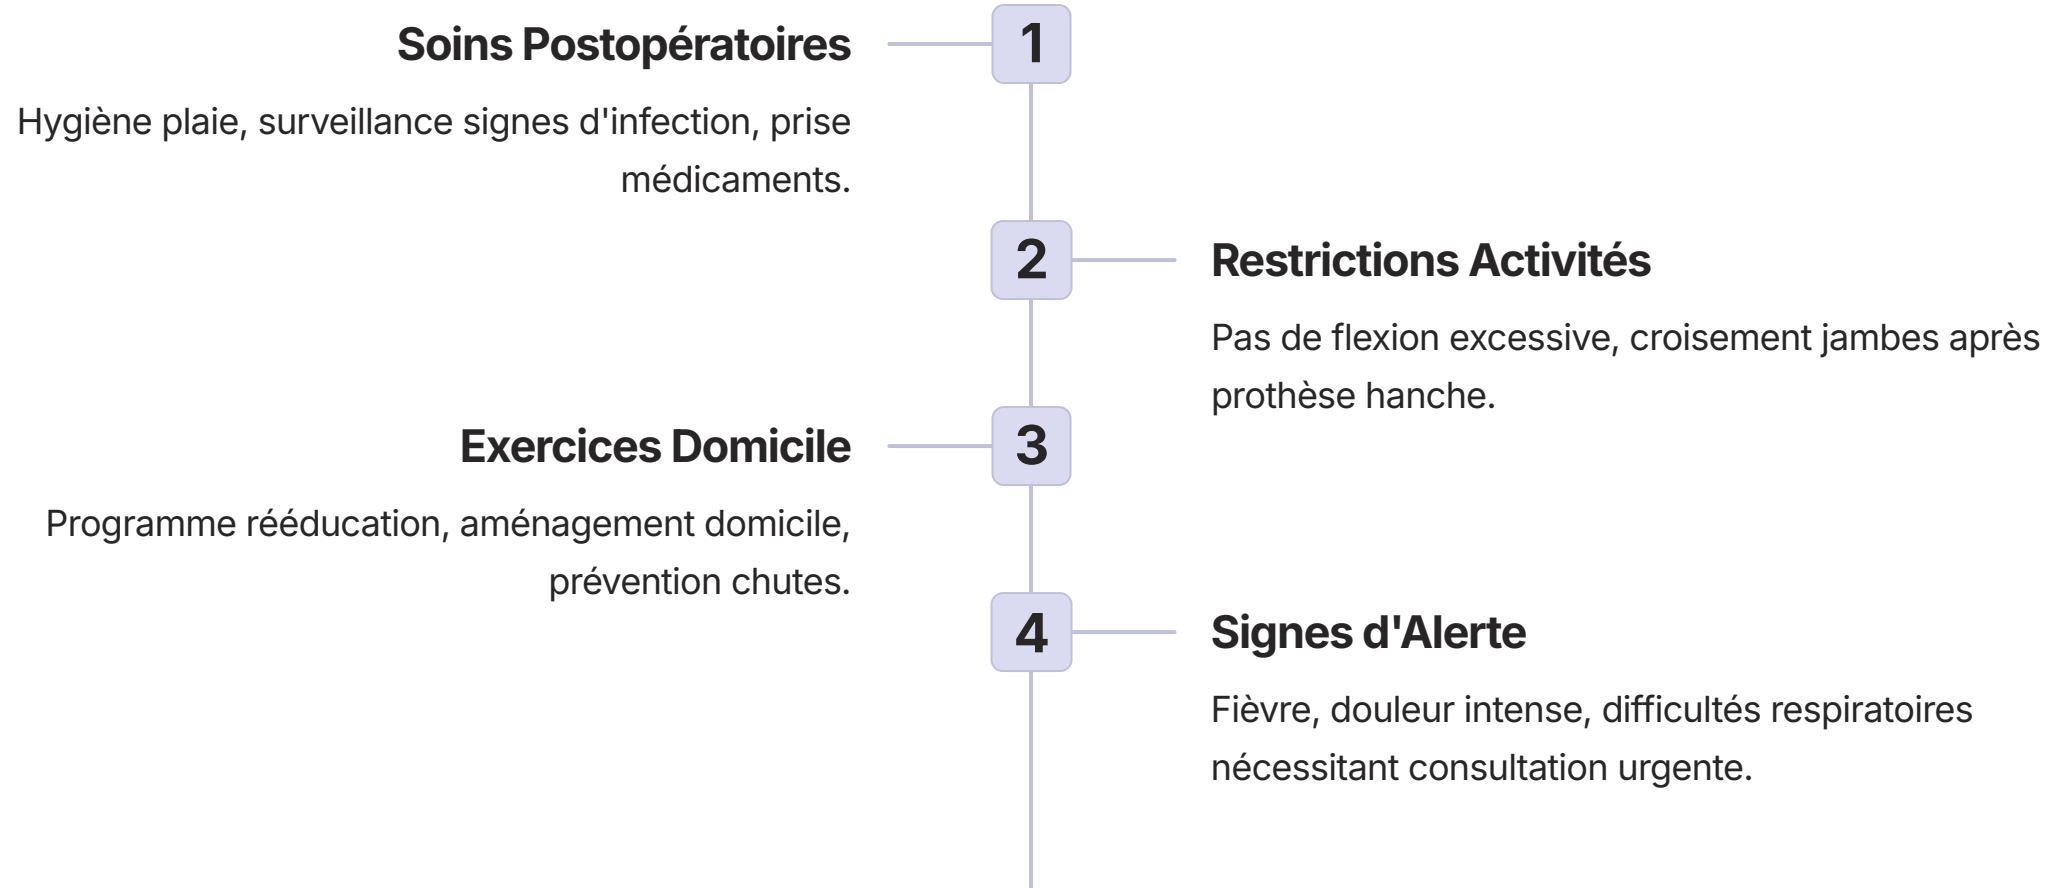 1
Soins Postopératoires
Hygiène plaie, surveillance signes d'infection, prise
médicaments.
2
Restrictions Activités
Pas de flexion excessive, croisement jambes après
prothèse hanche.
3
Exercices Domicile
Programme rééducation, aménagement domicile,
prévention chutes.
4
Signes d'Alerte
Fièvre, douleur intense, difficultés respiratoires
nécessitant consultation urgente.